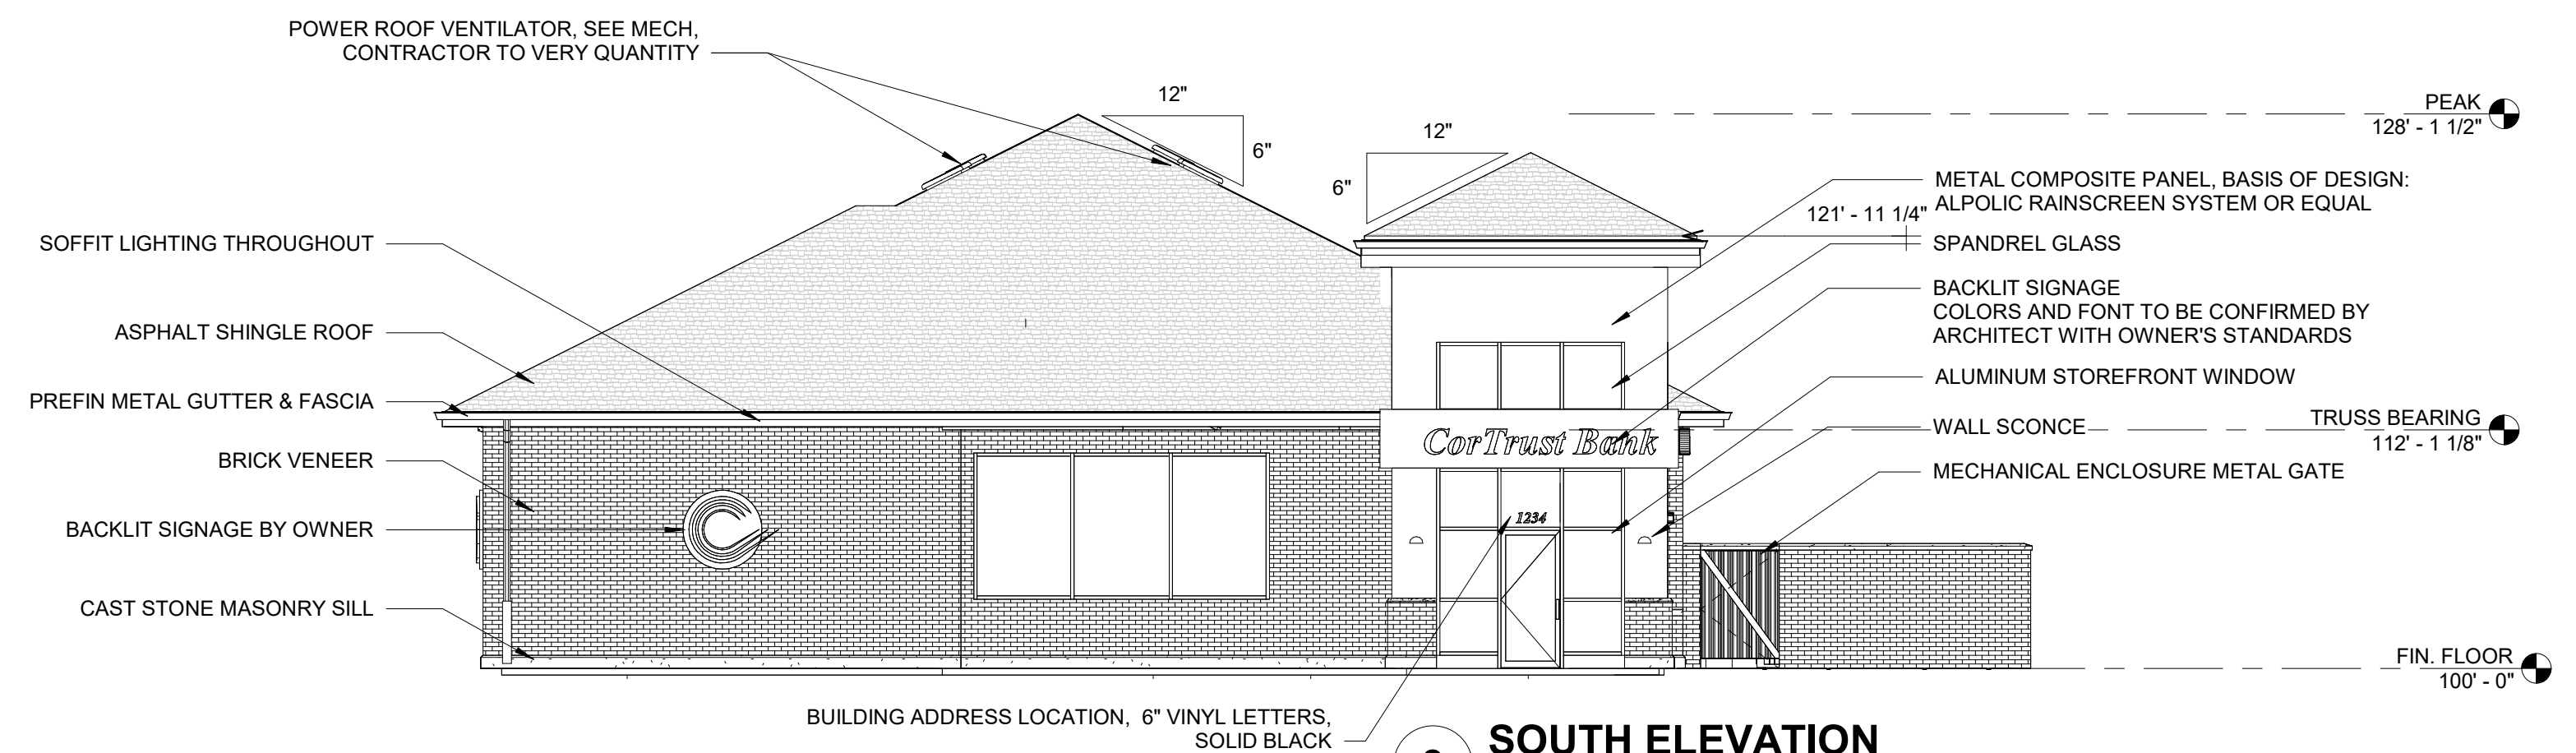 POWER ROOF VENTILATOR, SEE MECH,
CONTRACTOR TO VERY QUANTITY
12"
6"
12"
6"
PEAK
128' - 1 1/2"
METAL COMPOSITE PANEL, BASIS OF DESIGN:
ALPOLIC RAINSCREEN SYSTEM OR EQUAL
121' - 11 1/4"
SPANDREL GLASS
BACKLIT SIGNAGE
COLORS AND FONT TO BE CONFIRMED BY
ARCHITECT WITH OWNER'S STANDARDS
ALUMINUM STOREFRONT WINDOW
WALL SCONCE
TRUSS BEARING
112' - 1 1/8"
MECHANICAL ENCLOSURE METAL GATE
SOFFIT LIGHTING THROUGHOUT
ASPHALT SHINGLE ROOF
PREFIN METAL GUTTER & FASCIA
BRICK VENEER
BACKLIT SIGNAGE BY OWNER
CAST STONE MASONRY SILL
CorTrust Bank
1234
FIN. FLOOR
100' - 0"
BUILDING ADDRESS LOCATION, 6" VINYL LETTERS,
SOLID BLACK
SOUTH ELEVATION